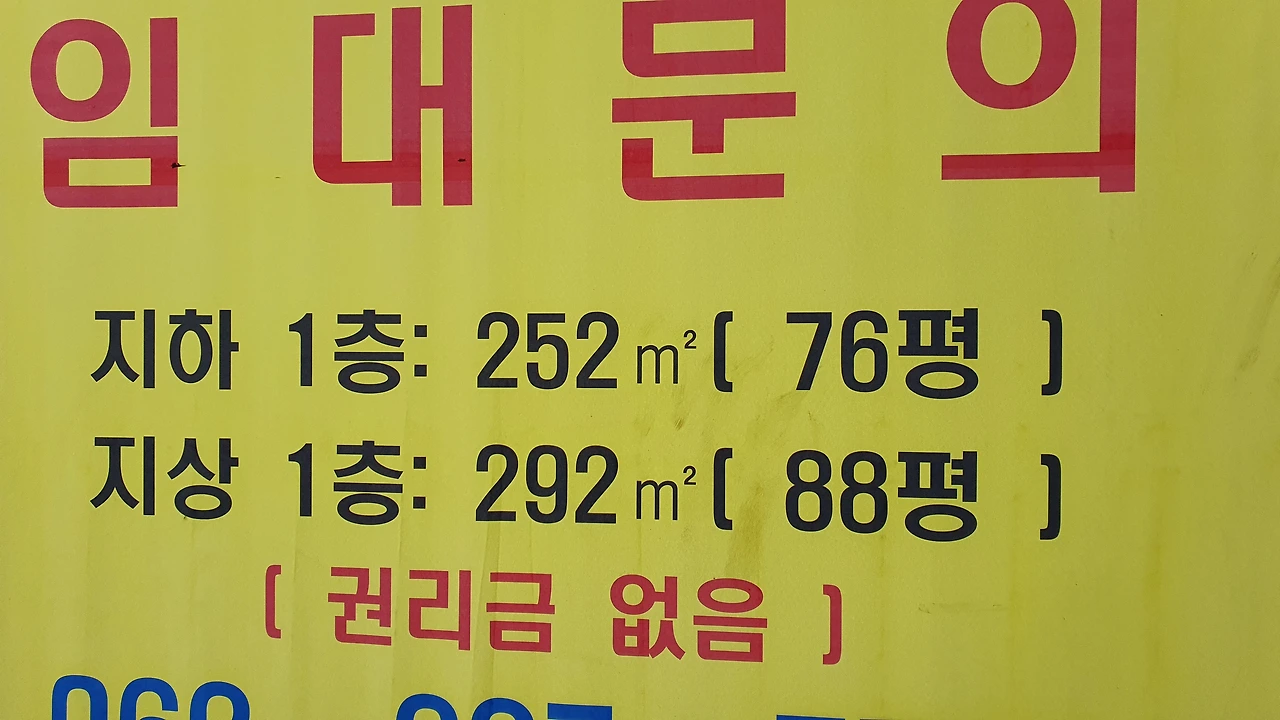 임대문의
지하 1층: 252㎡( 76평 )
지상 1층: 292㎡( 88평 )
( 권리금 없음 )